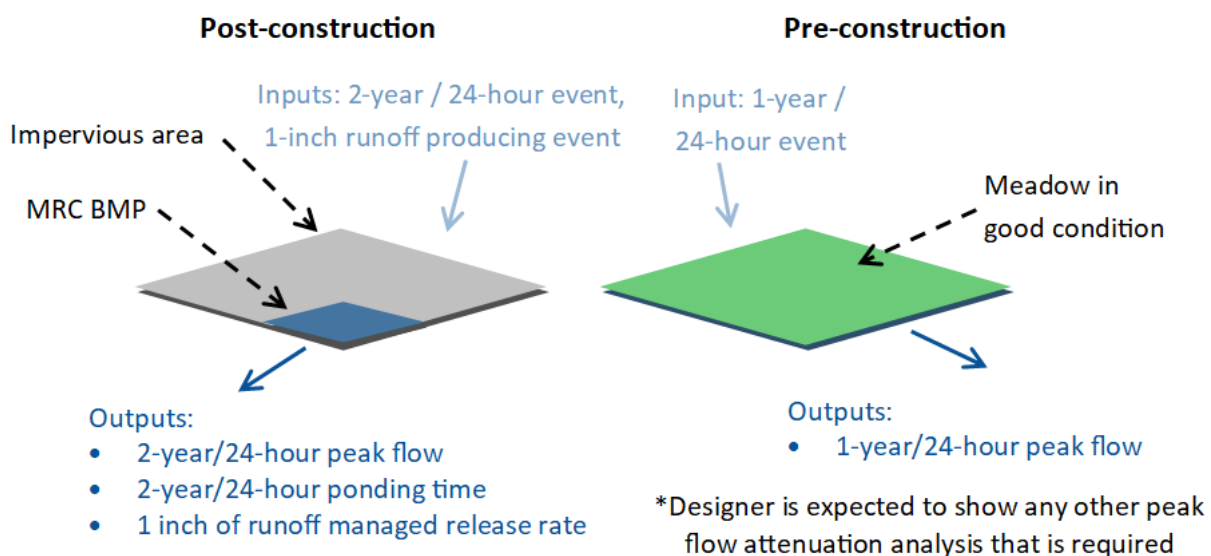 Post-construction
Inputs: 2-year / 24-hour event,
1-inch runoff producing event
Impervious area
MRC BMP
Outputs:
• 2-year/24-hour peak flow
• 2-year/24-hour ponding time
• 1 inch of runoff managed release rate
Pre-construction
Input: 1-year /
24-hour event
Meadow in
good condition
Outputs:
• 1-year/24-hour peak flow
*Designer is expected to show any other peak
flow attenuation analysis that is required